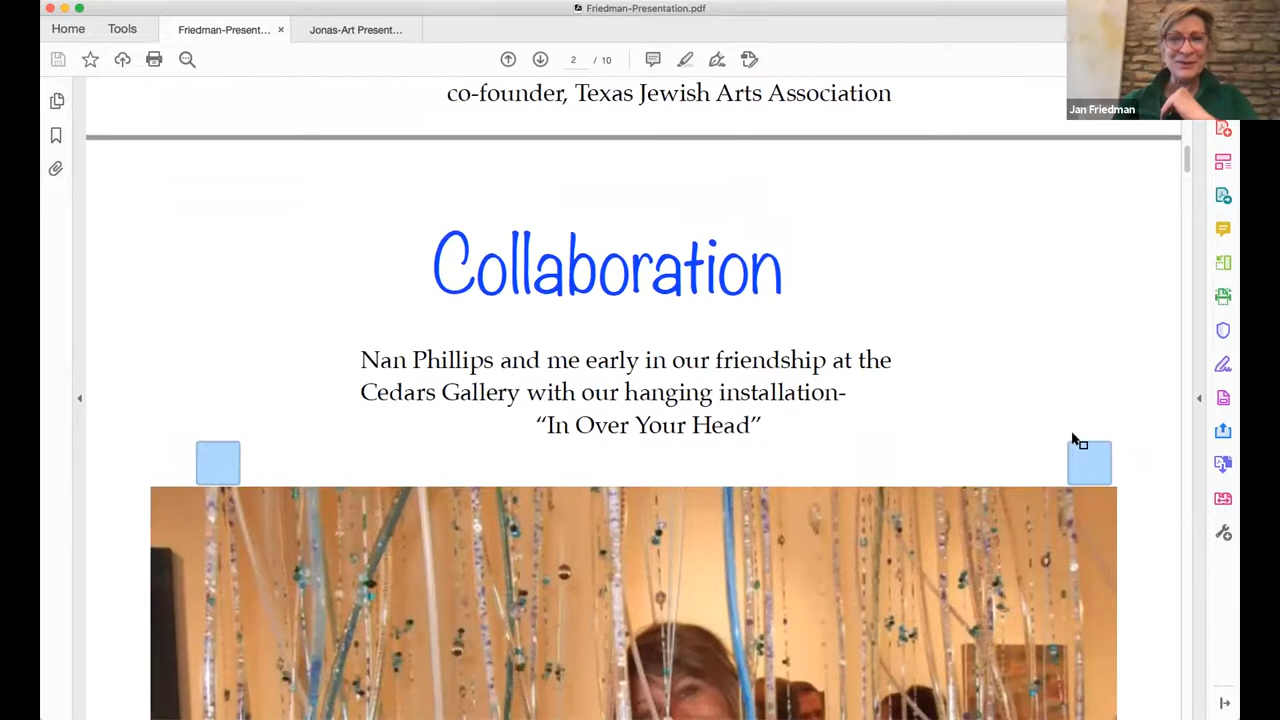 Friedman-Presentation.pdf
Home
Tools
Friedman-Present...
×
Jonas-Art Present...
2
/ 10
Jan Friedman
co-founder, Texas Jewish Arts Association
Collaboration
Nan Phillips and me early in our friendship at the
Cedars Gallery with our hanging installation-
“In Over Your Head”